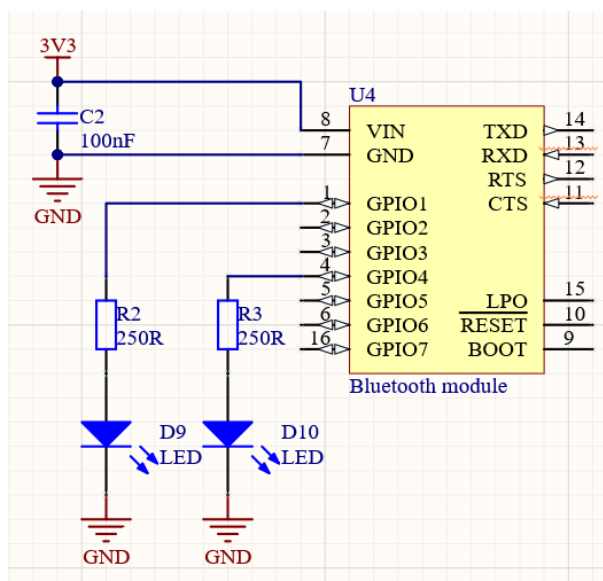 3V3
C2
100nF
GND
U4
8 VIN TXD 14
7 GND RXD 13
RTS 12
1 GPIO1 CTS 11
2 GPIO2
3 GPIO3
4 GPIO4
5 GPIO5 LPO 15
6 GPIO6 RESET 10
16 GPIO7 BOOT 9
Bluetooth module
R2
250R
R3
250R
D9
LED
D10
LED
GND
GND